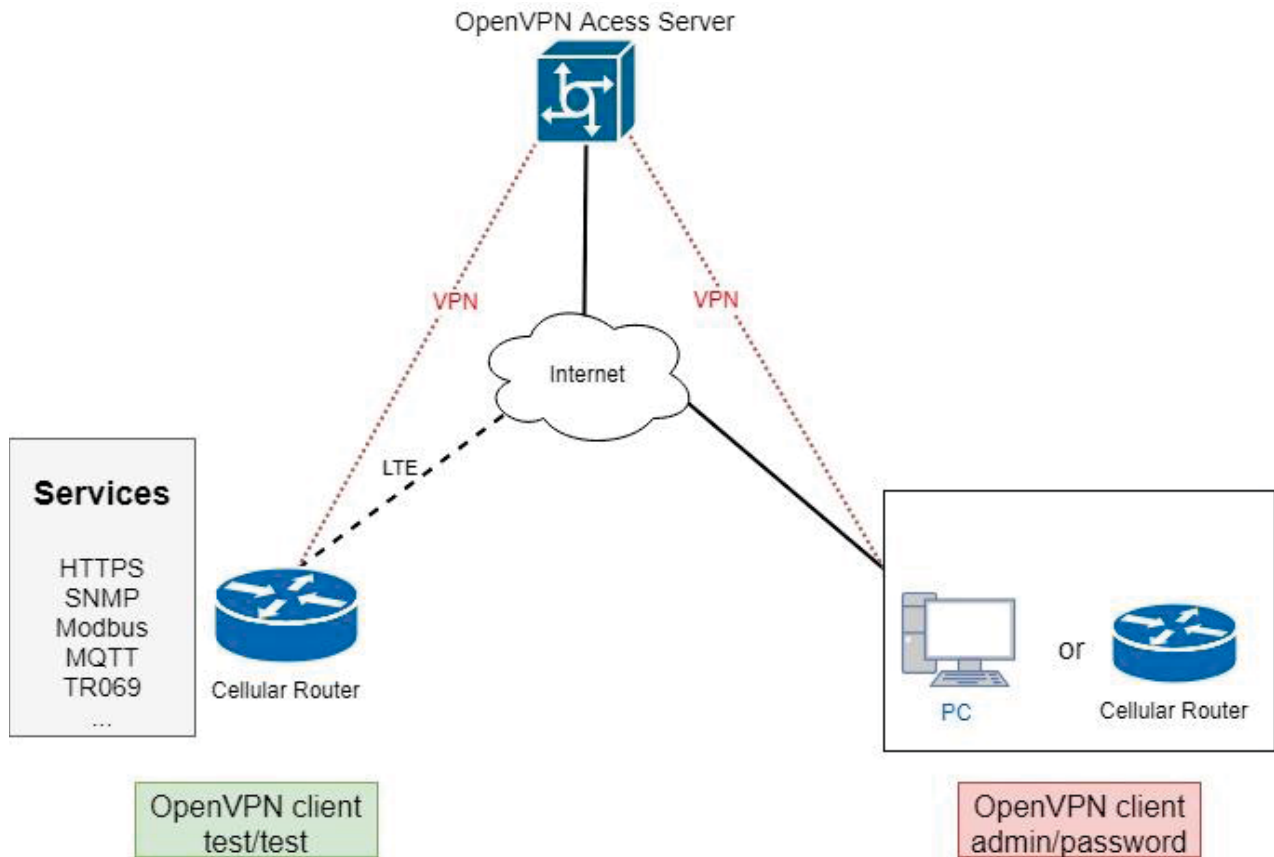 OpenVPN Acess Server
VPN
VPN
Internet
LTE
Services
HTTPS
SNMP
Modbus
MQTT
TR069
...
Cellular Router
PC
or
Cellular Router
OpenVPN client
test/test
OpenVPN client
admin/password